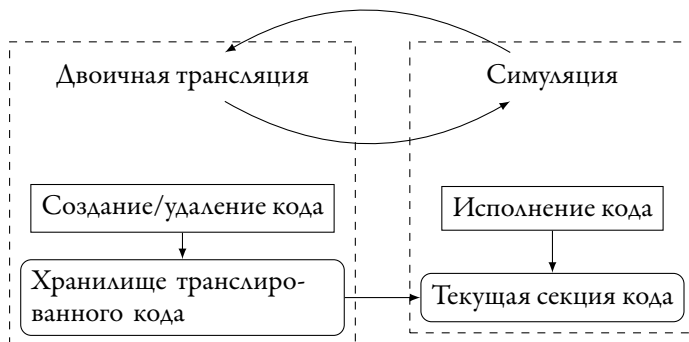 Двоичная трансляция
Симуляция
Создание/удаление кода
Исполнение кода
Хранилище транслиро-
ванного кода
Текущая секция кода